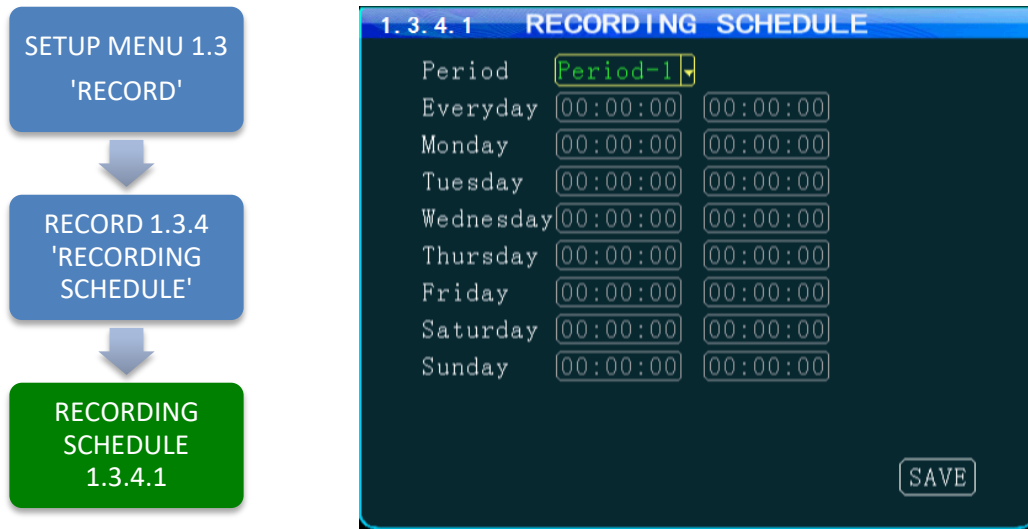 SETUP MENU 1.3
'RECORD'
RECORD 1.3.4
'RECORDING
SCHEDULE'
RECORDING
SCHEDULE
1.3.4.1
1.3.4.1 RECORDING SCHEDULE
Period Period-1
Everyday 00:00:00 00:00:00
Monday 00:00:00 00:00:00
Tuesday 00:00:00 00:00:00
Wednesday 00:00:00 00:00:00
Thursday 00:00:00 00:00:00
Friday 00:00:00 00:00:00
Saturday 00:00:00 00:00:00
Sunday 00:00:00 00:00:00
SAVE